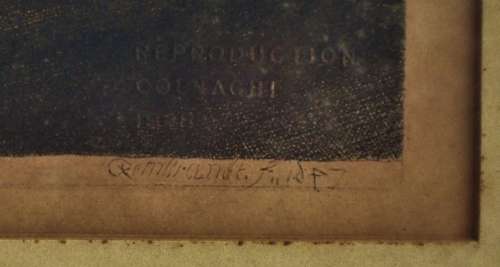 REPRODUCTION
COLNAGHI
Rembrandt. f.